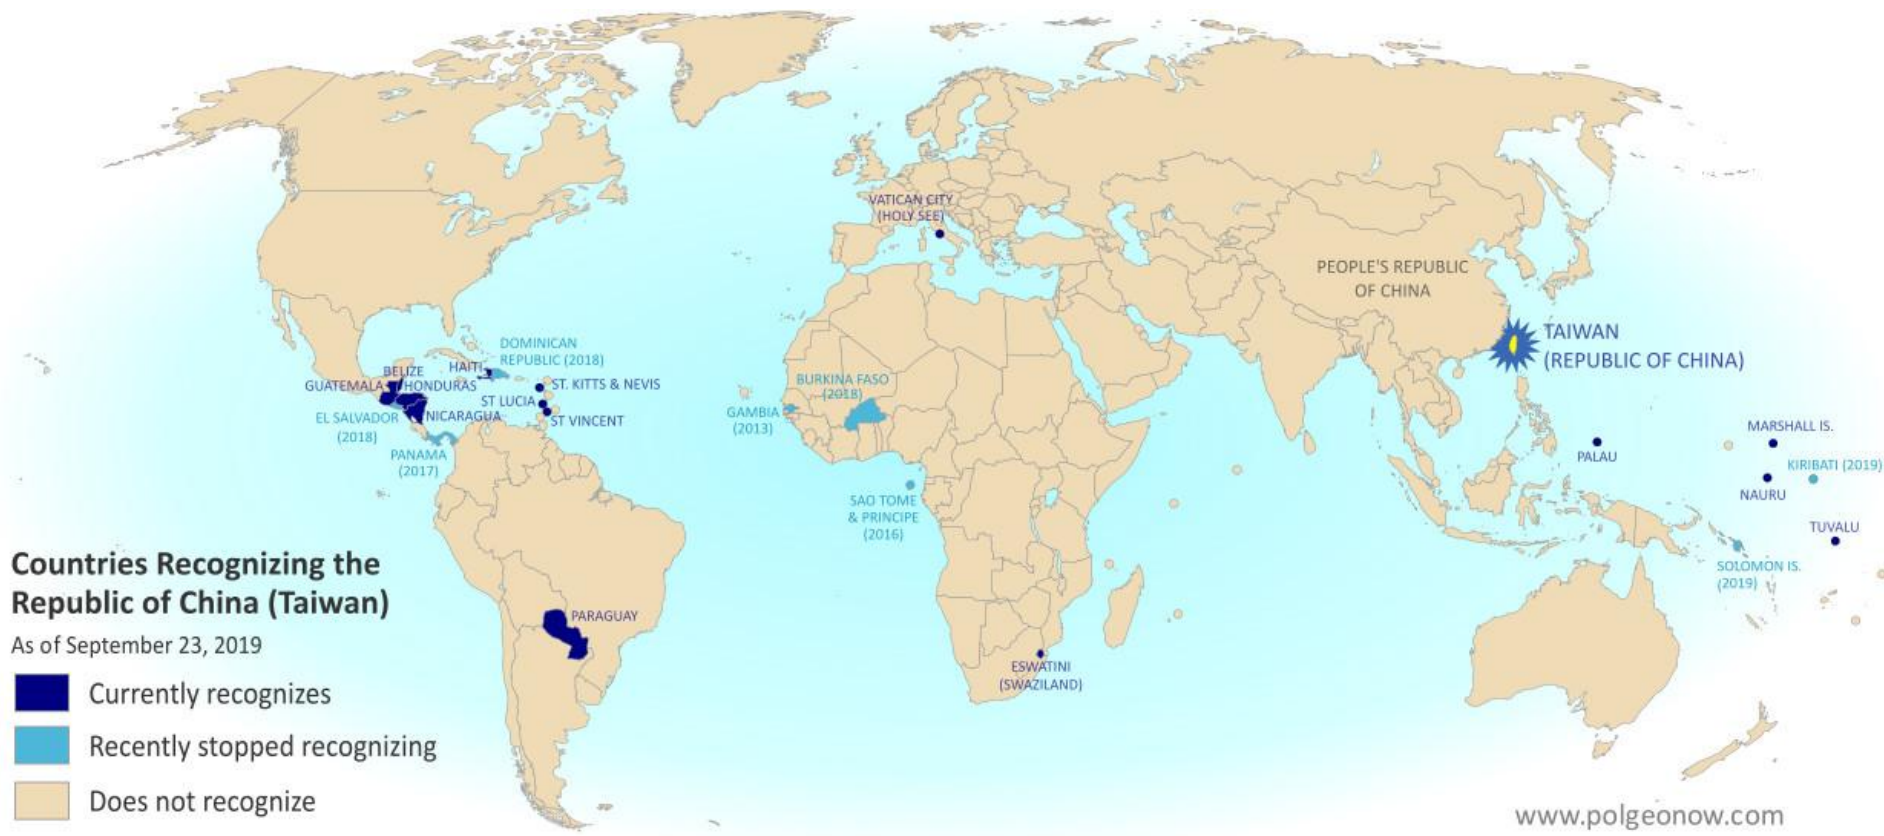 VATICAN CITY
(HOLY SEE)
PEOPLE'S REPUBLIC
OF CHINA
TAIWAN
(REPUBLIC OF CHINA)
DOMINICAN
REPUBLIC (2018)
HAITI
BELIZE
GUATEMALA
HONDURAS
ST. KITTS & NEVIS
ST LUCIA
ST VINCENT
EL SALVADOR
(2018)
NICARAGUA
PANAMA
(2017)
BURKINA FASO
(2018)
GAMBIA
(2013)
SAO TOME
& PRINCIPE
(2016)
MARSHALL IS.
PALAU
KIRIBATI (2019)
NAURU
TUVALU
SOLOMON IS.
(2019)
PARAGUAY
ESWATINI
(SWAZILAND)
Countries Recognizing the
Republic of China (Taiwan)
As of September 23, 2019
Currently recognizes
Recently stopped recognizing
Does not recognize
www.polgeonow.com